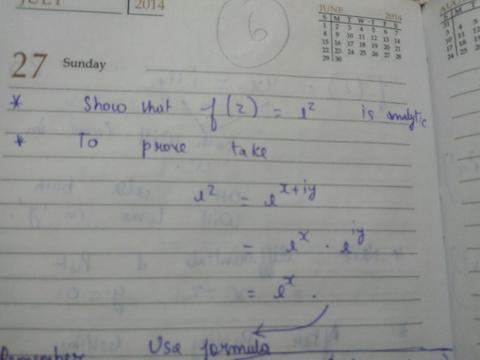 JULY 2014
6
JUNE 2014
S M T W T F S
1 2 3 4 5 6 7
8 9 10 11 12 13 14
15 16 17 18 19 20 21
22 23 24 25 26 27 28
29 30
27 Sunday
* Show that f(z) = e^z is analytic
* To prove take
e^z = e^{x+iy}
= e^x . e^{iy}
= e^x .
Remember Use formula